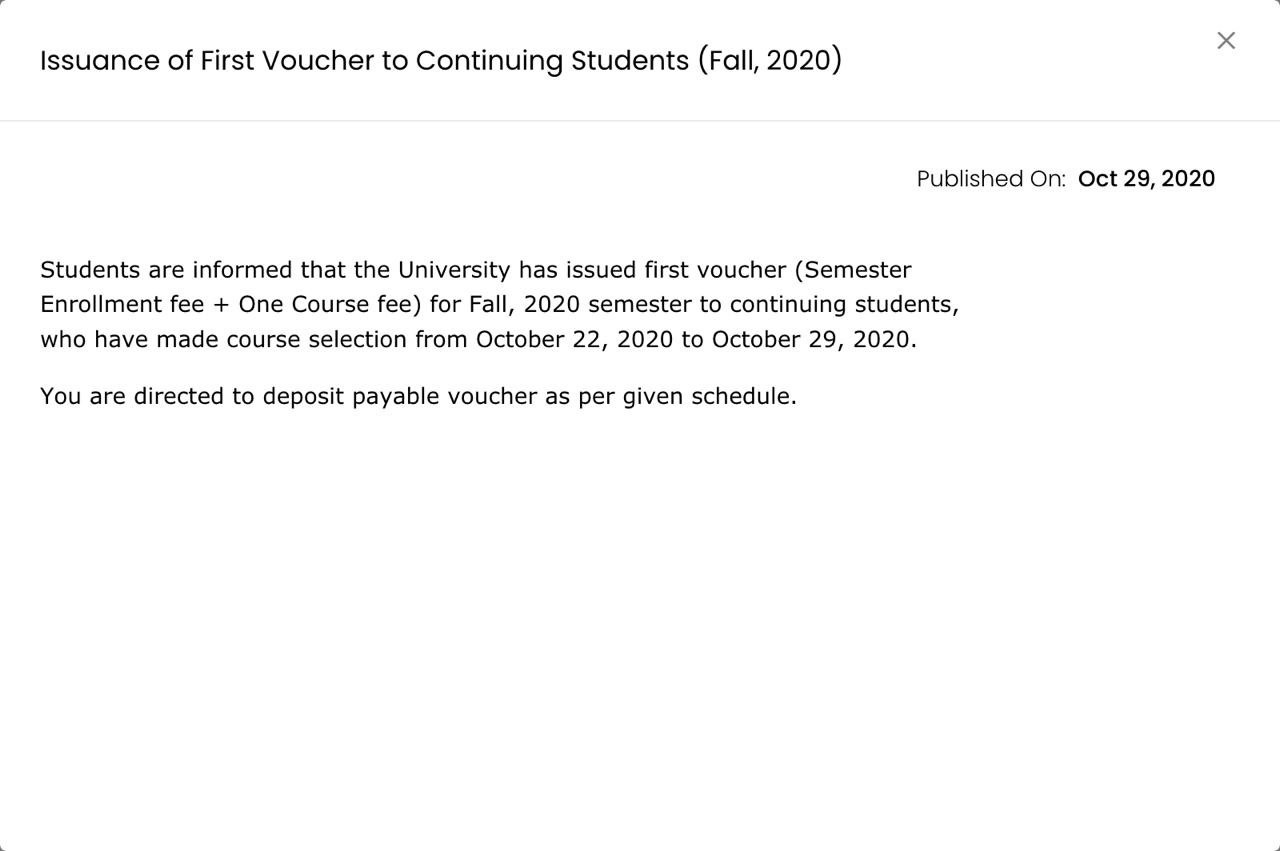 Issuance of First Voucher to Continuing Students (Fall, 2020)
Published On: Oct 29, 2020
Students are informed that the University has issued first voucher (Semester
Enrollment fee + One Course fee) for Fall, 2020 semester to continuing students,
who have made course selection from October 22, 2020 to October 29, 2020.
You are directed to deposit payable voucher as per given schedule.